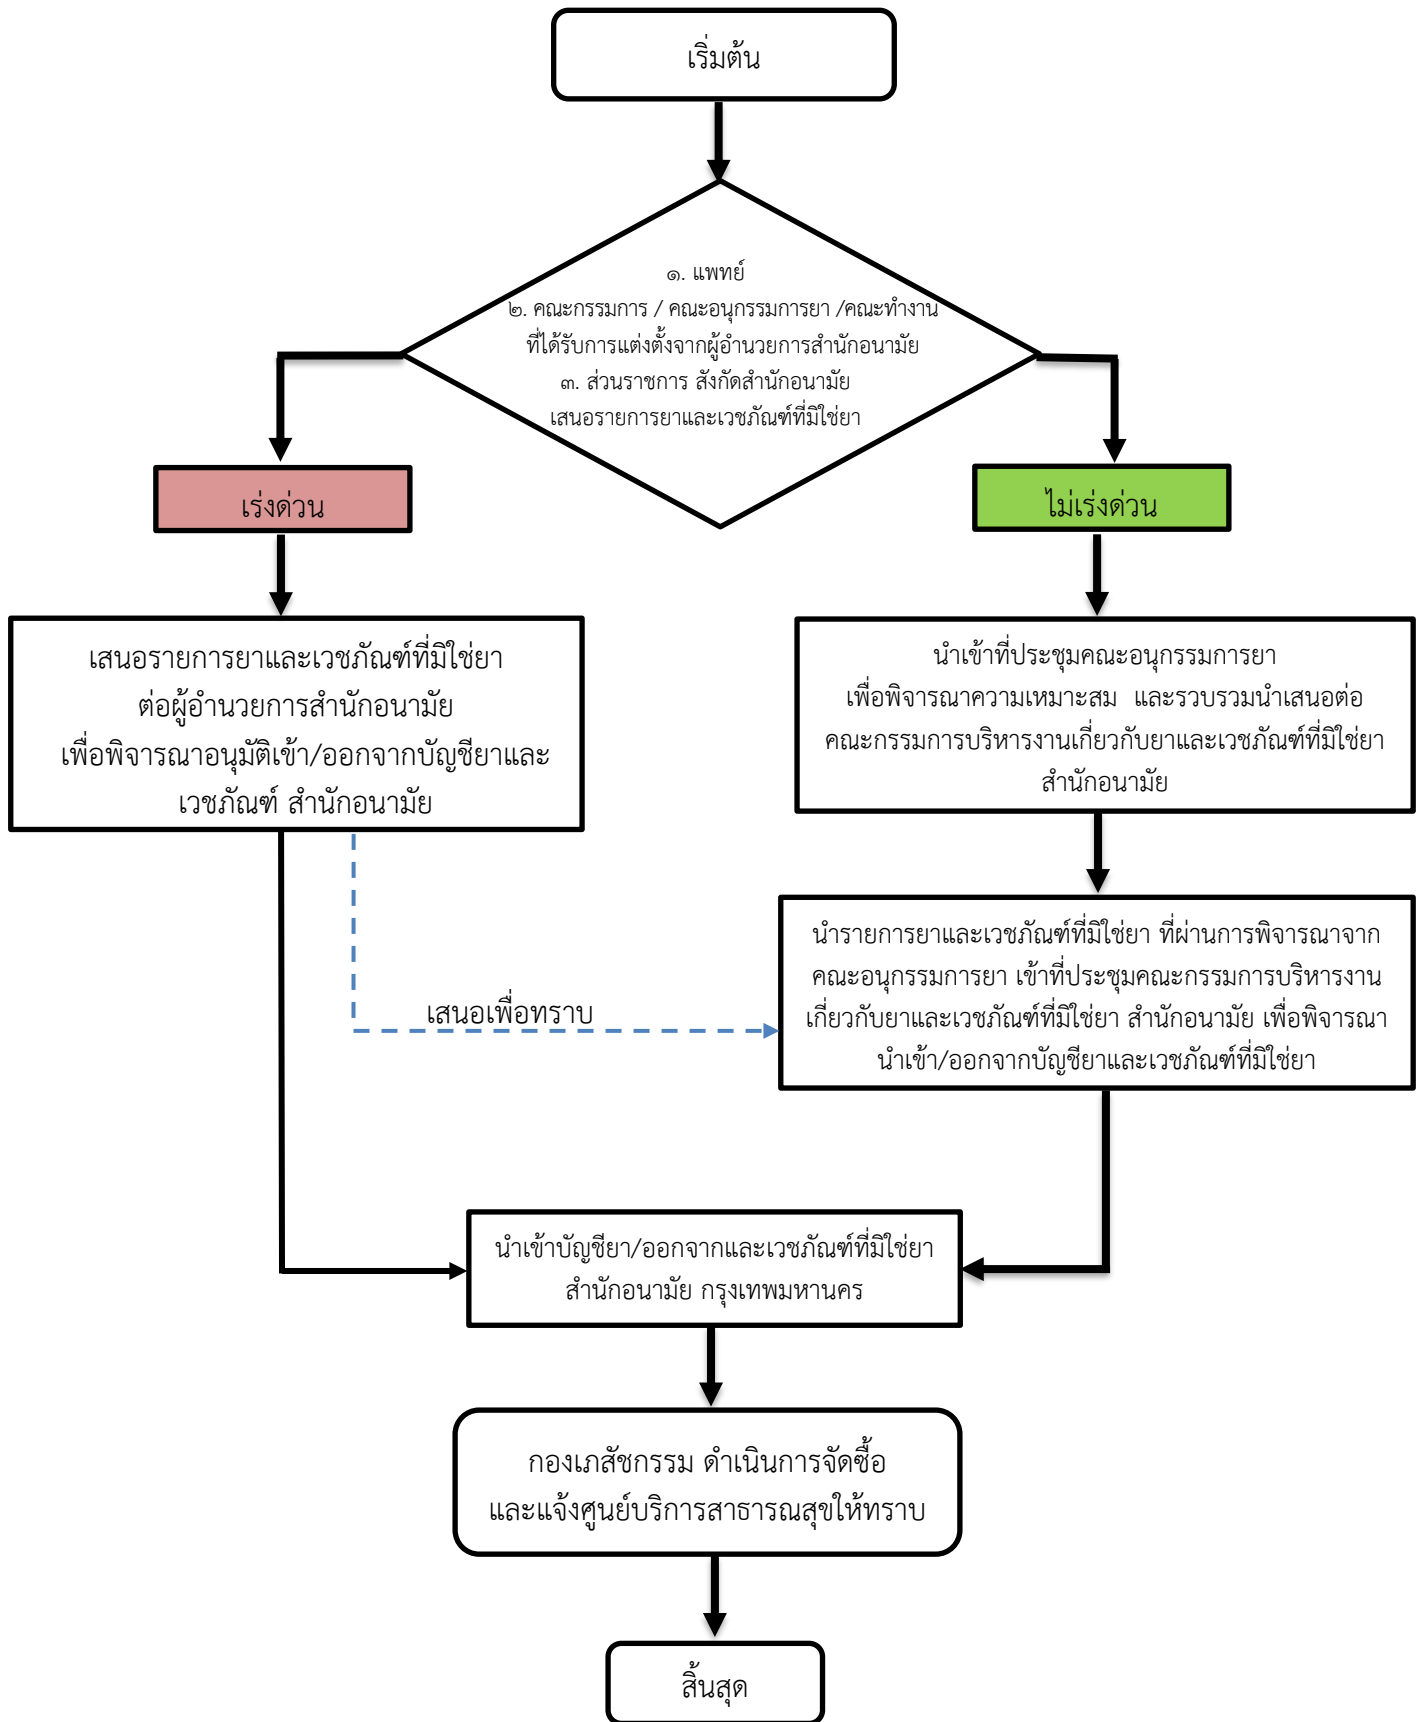 เริ่มต้น
๑. แพทย์
๒. คณะกรรมการ / คณะอนุกรรมการยา /คณะทำงาน
ที่ได้รับการแต่งตั้งจากผู้อำนวยการสำนักอนามัย
๓. ส่วนราชการ สังกัดสำนักอนามัย
เสนอรายการยาและเวชภัณฑ์ที่มิใช่ยา
เร่งด่วน
ไม่เร่งด่วน
เสนอรายการยาและเวชภัณฑ์ที่มิใช่ยา
ต่อผู้อำนวยการสำนักอนามัย
เพื่อพิจารณาอนุมัติเข้า/ออกจากบัญชียาและ
เวชภัณฑ์ สำนักอนามัย
นำเข้าที่ประชุมคณะอนุกรรมการยา
เพื่อพิจารณาความเหมาะสม และรวบรวมนำเสนอต่อ
คณะกรรมการบริหารงานเกี่ยวกับยาและเวชภัณฑ์ที่มิใช่ยา
สำนักอนามัย
นำรายการยาและเวชภัณฑ์ที่มิใช่ยา ที่ผ่านการพิจารณาจาก
คณะอนุกรรมการยา เข้าที่ประชุมคณะกรรมการบริหารงาน
เกี่ยวกับยาและเวชภัณฑ์ที่มิใช่ยา สำนักอนามัย เพื่อพิจารณา
นำเข้า/ออกจากบัญชียาและเวชภัณฑ์ที่มิใช่ยา
เสนอเพื่อทราบ
นำเข้าบัญชียา/ออกจากและเวชภัณฑ์ที่มิใช่ยา
สำนักอนามัย กรุงเทพมหานคร
กองเภสัชกรรม ดำเนินการจัดซื้อ
และแจ้งศูนย์บริการสาธารณสุขให้ทราบ
สิ้นสุด